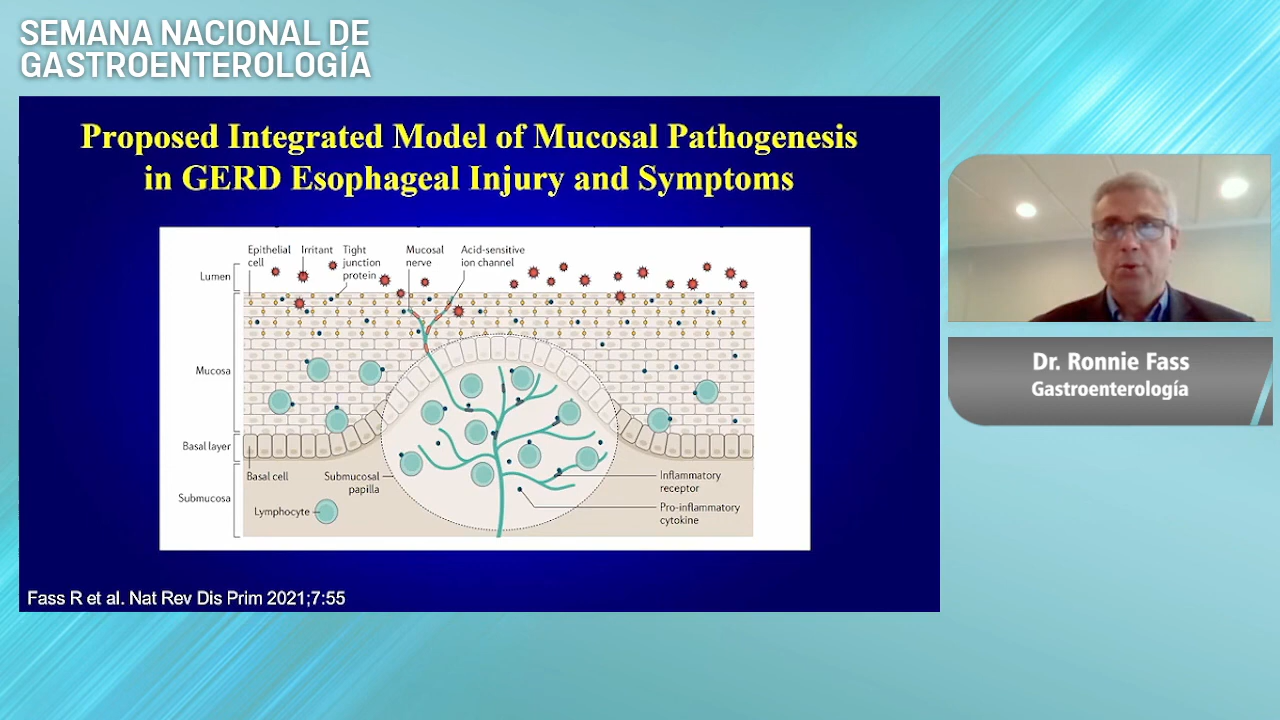 SEMANA NACIONAL DE
GASTROENTEROLOGÍA
Proposed Integrated Model of Mucosal Pathogenesis
in GERD Esophageal Injury and Symptoms
Epithelial
cell
Irritant
Tight
junction
protein
Mucosal
nerve
Acid-sensitive
ion channel
Lumen
Mucosa
Basal layer
Basal cell
Submucosal
papilla
Inflammatory
receptor
Submucosa
Lymphocyte
Pro-inflammatory
cytokine
Fass R et al. Nat Rev Dis Prim 2021;7:55
Dr. Ronnie Fass
Gastroenterología